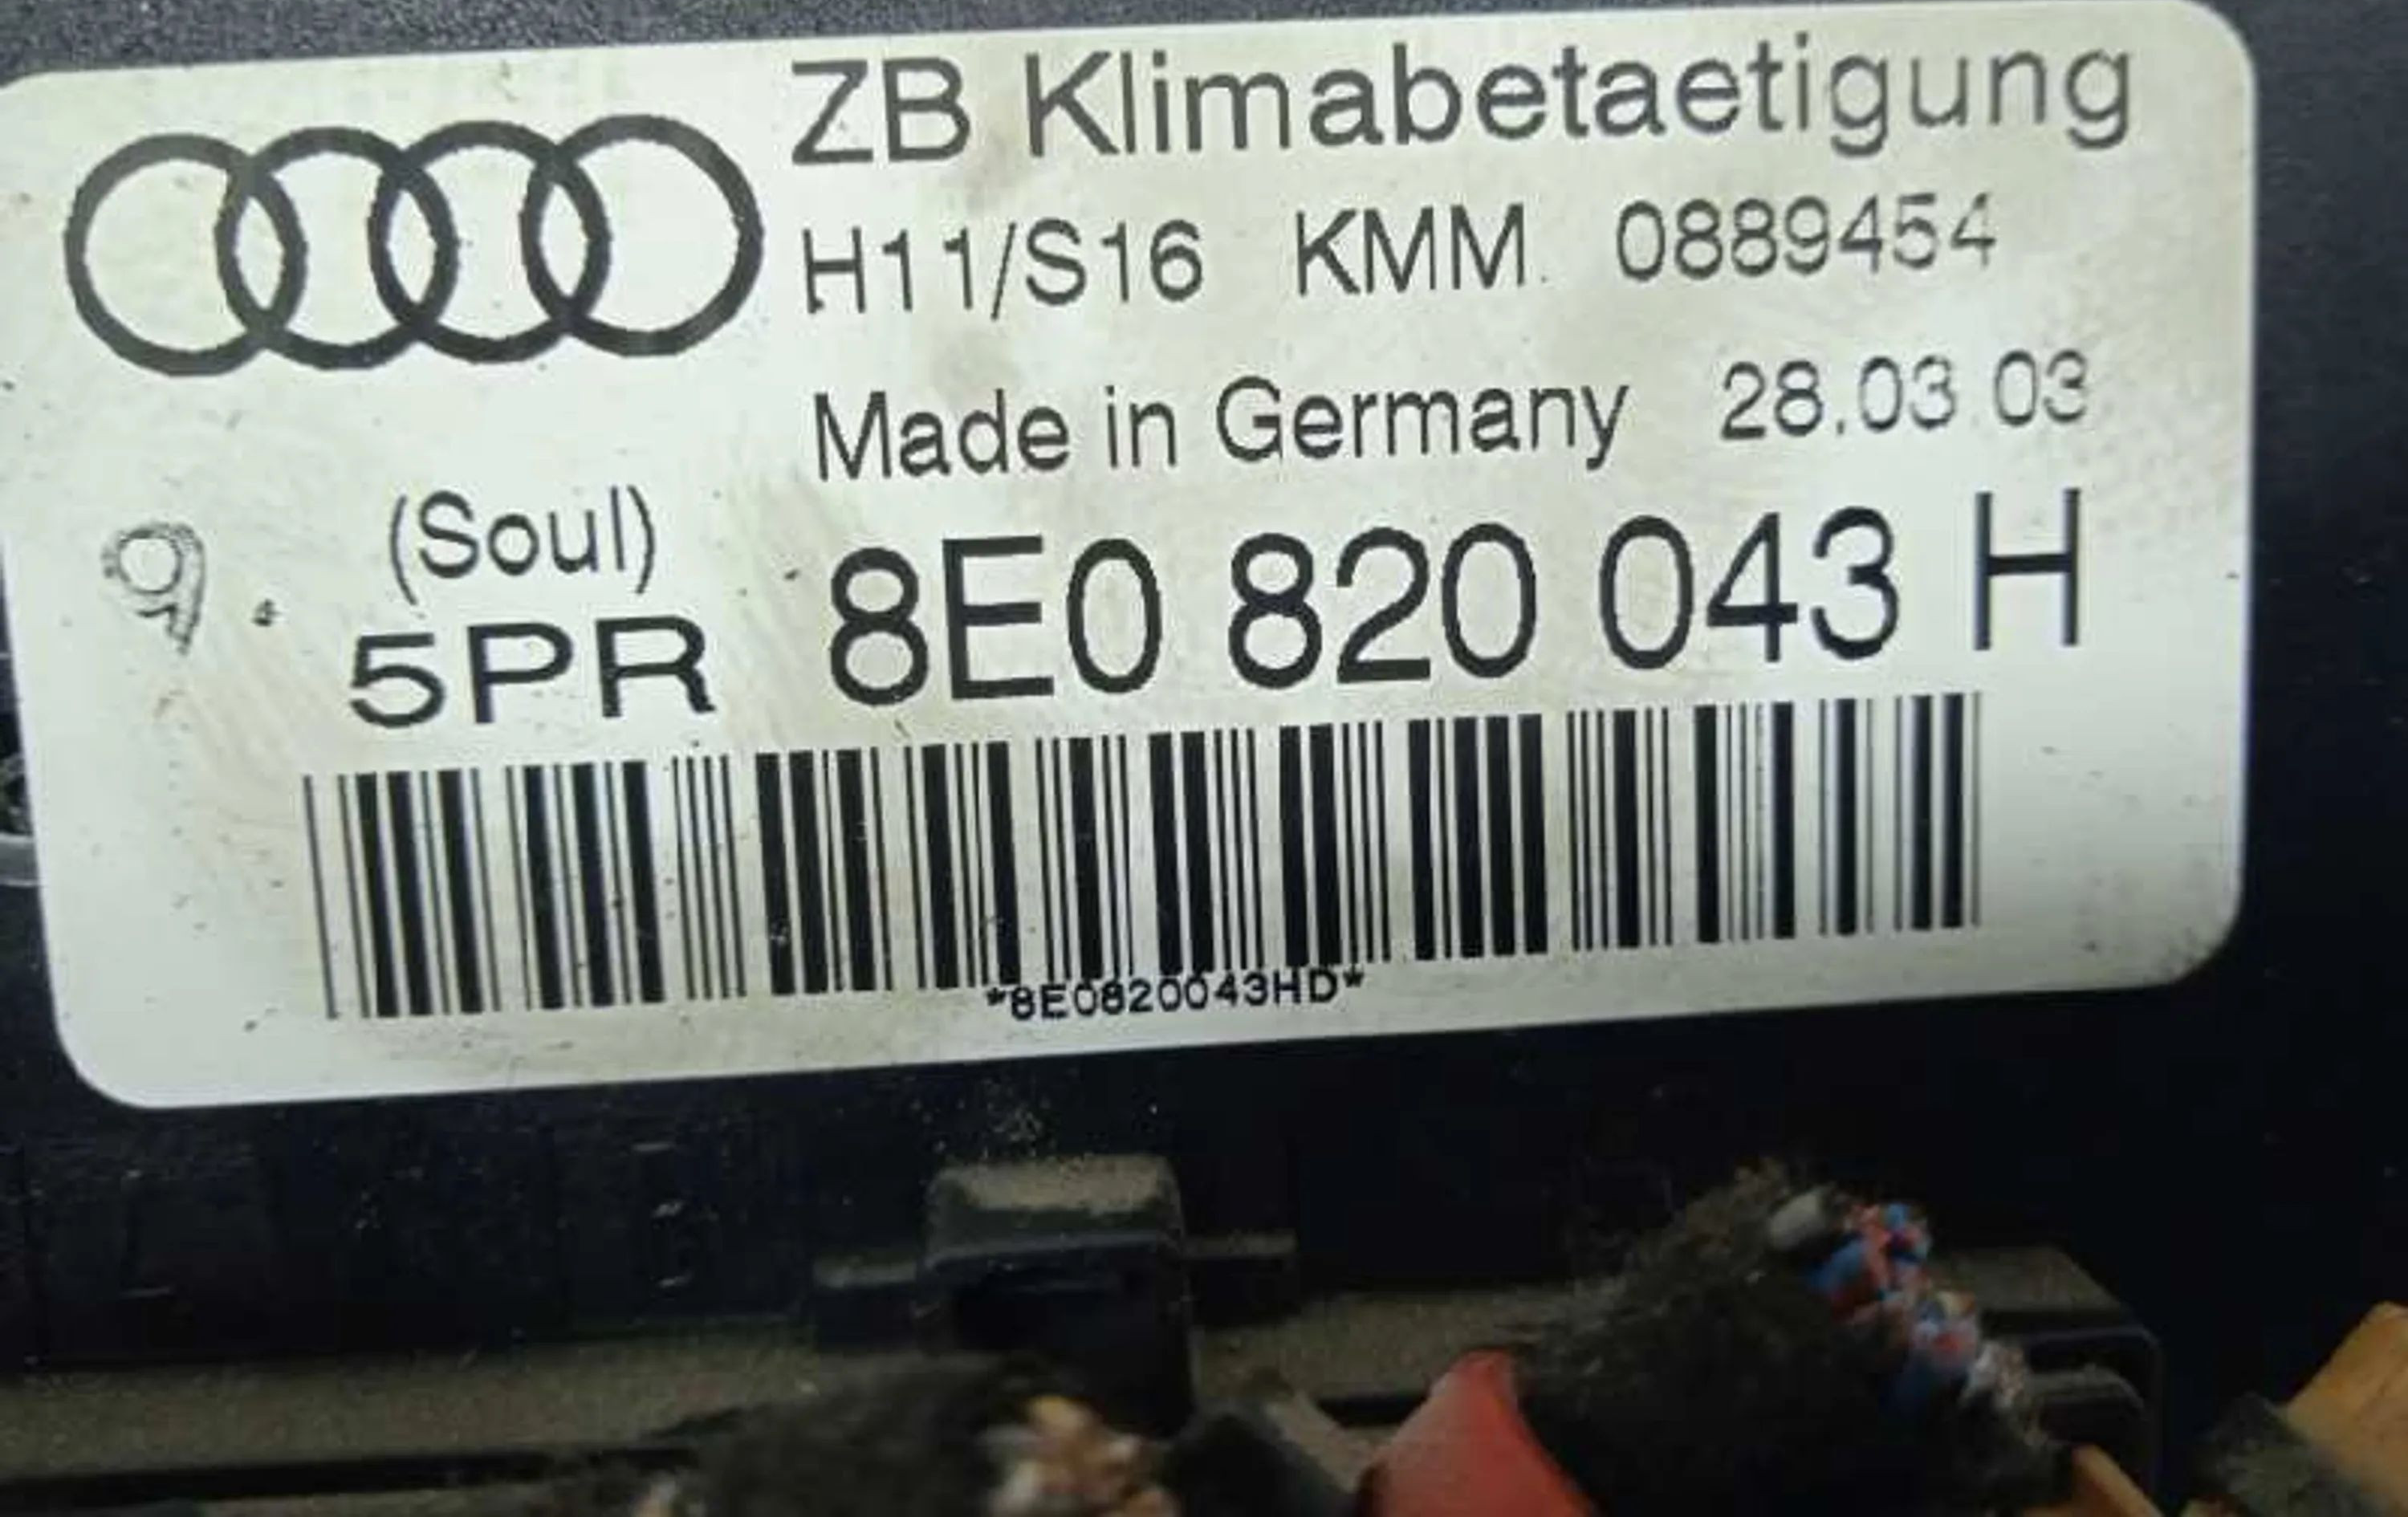 ZB Klimabetaetigung
H11/S16 KMM 0889454
Made in Germany 28.03.03
(Soul)
9.
5PR 8E0 820 043 H
*8E0820043HD*